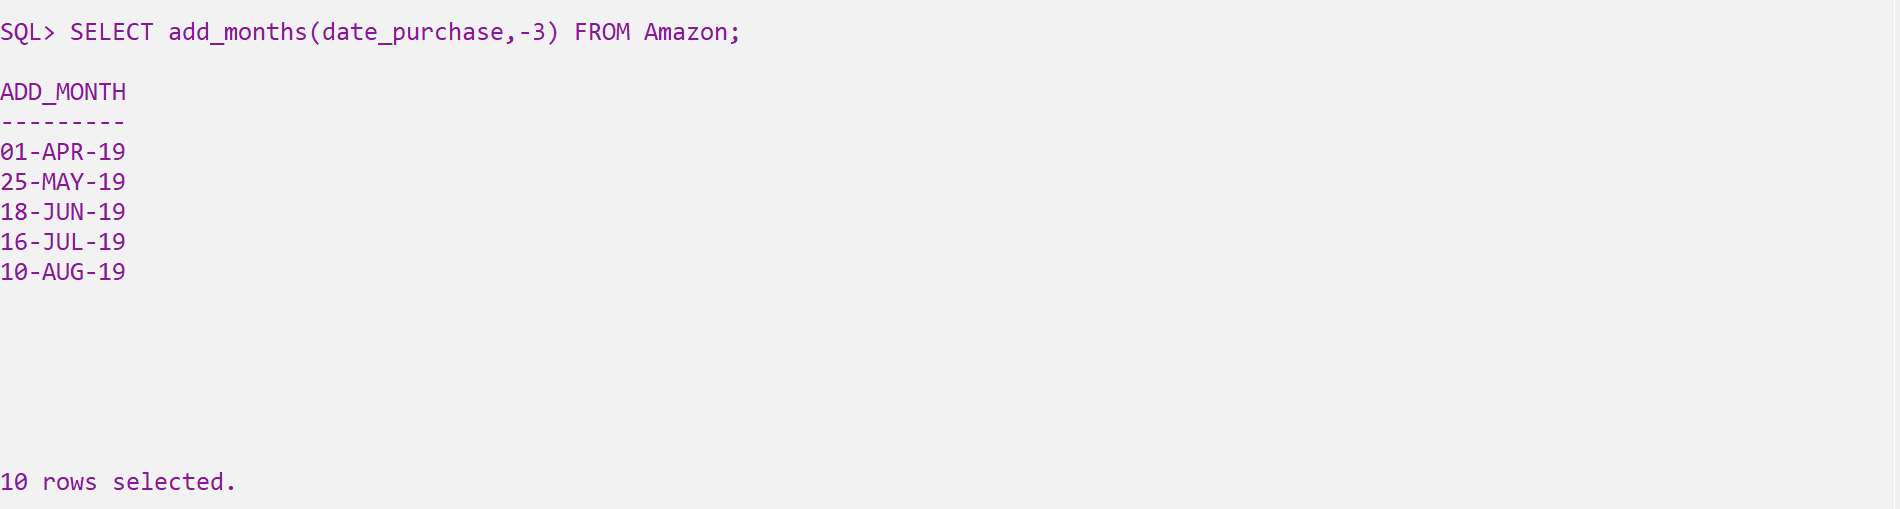 SQL> SELECT add_months(date_purchase,-3) FROM Amazon;
ADD_MONTH
---------
01-APR-19
25-MAY-19
18-JUN-19
16-JUL-19
10-AUG-19
10 rows selected.